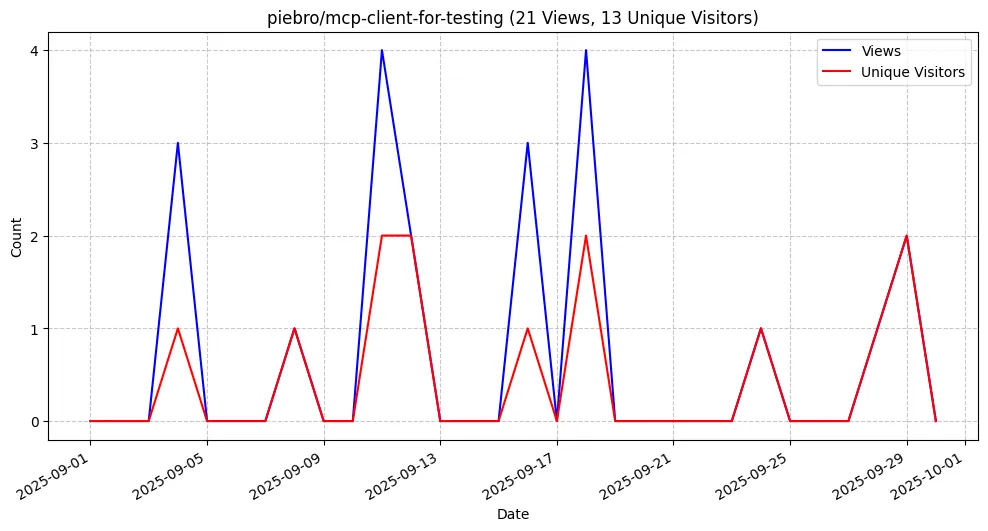 piebro/mcp-client-for-testing (21 Views, 13 Unique Visitors)
Views
Unique Visitors
Count
4
3
2
1
0
2025-09-01
2025-09-05
2025-09-09
2025-09-13
2025-09-17
2025-09-21
2025-09-25
2025-09-29
2025-10-01
Date